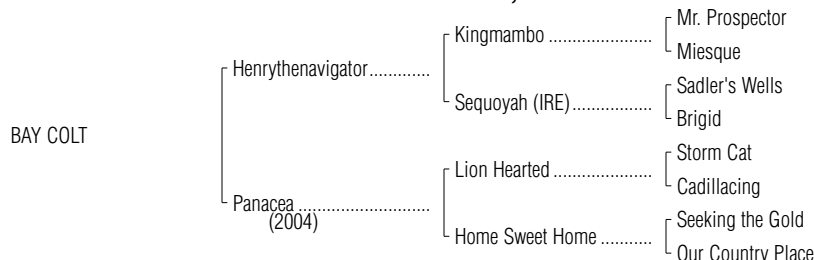 Mr. Prospector
Kingmambo ......................
Miesque
Henrythenavigator.............
Sadler's Wells
Sequoyah (IRE).................
Brigid
BAY COLT
Storm Cat
Lion Hearted .....................
Cadillacing
Panacea ............................
(2004)
Seeking the Gold
Home Sweet Home ...........
Our Country Place